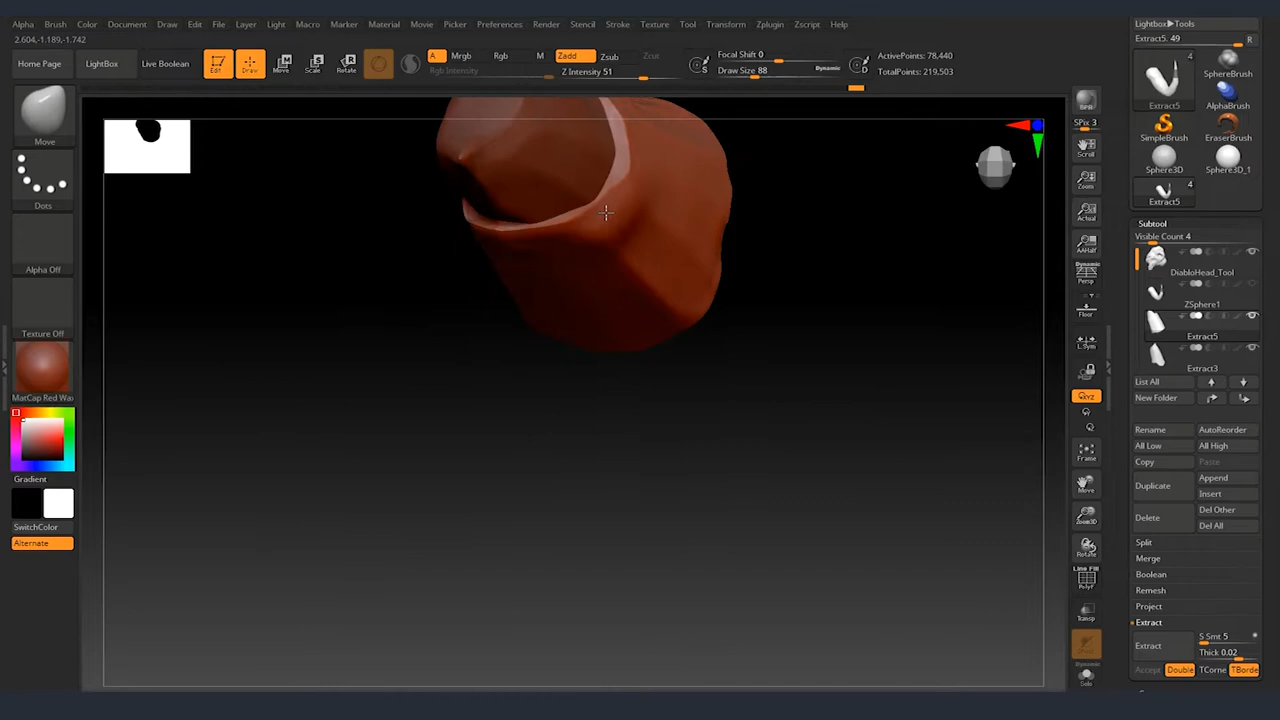 Alpha Brush Color Document Draw Edit File Layer Light Macro Marker Material Movie Picker Preferences Render Stencil Stroke Texture Tool Transform Zplugin Zscript Help
2.604,-1.189,-1.742
Home Page LightBox Live Boolean Edit Draw Move Scale Rotate A Mrgb Rgb M Zadd Zsub Zcut Focal Shift 0 ActivePoints: 78,440
Rgb Intensity Z Intensity 51 S Draw Size 88 Dynamic D TotalPoints: 219,503
Move
Dots
Alpha Off
Texture Off
MatCap Red Wax
Gradient
SwitchColor
Alternate
BPR
SPix 3
Scroll
Zoom
Actual
AAHalf
Dynamic
Persp
Floor
L.Sym
XYZ
Frame
Move
Zoom3D
Rotate
Line Fill
PolyF
Transp
Dynamic
Solo
Lightbox▶Tools
Extract5. 49 R
4
Extract5 SphereBrush
AlphaBrush
SimpleBrush EraserBrush
Sphere3D Sphere3D_1
4
Extract5
Subtool
Visible Count 4
DiabloHead_Tool
ZSphere1
Extract5
Extract3
List All
New Folder
Rename AutoReorder
All Low All High
Copy Paste
Duplicate Append
Insert
Delete Del Other
Del All
Split
Merge
Boolean
Remesh
Project
Extract
Extract S Smt 5
Thick 0.02
Accept Double TCorne TBorde